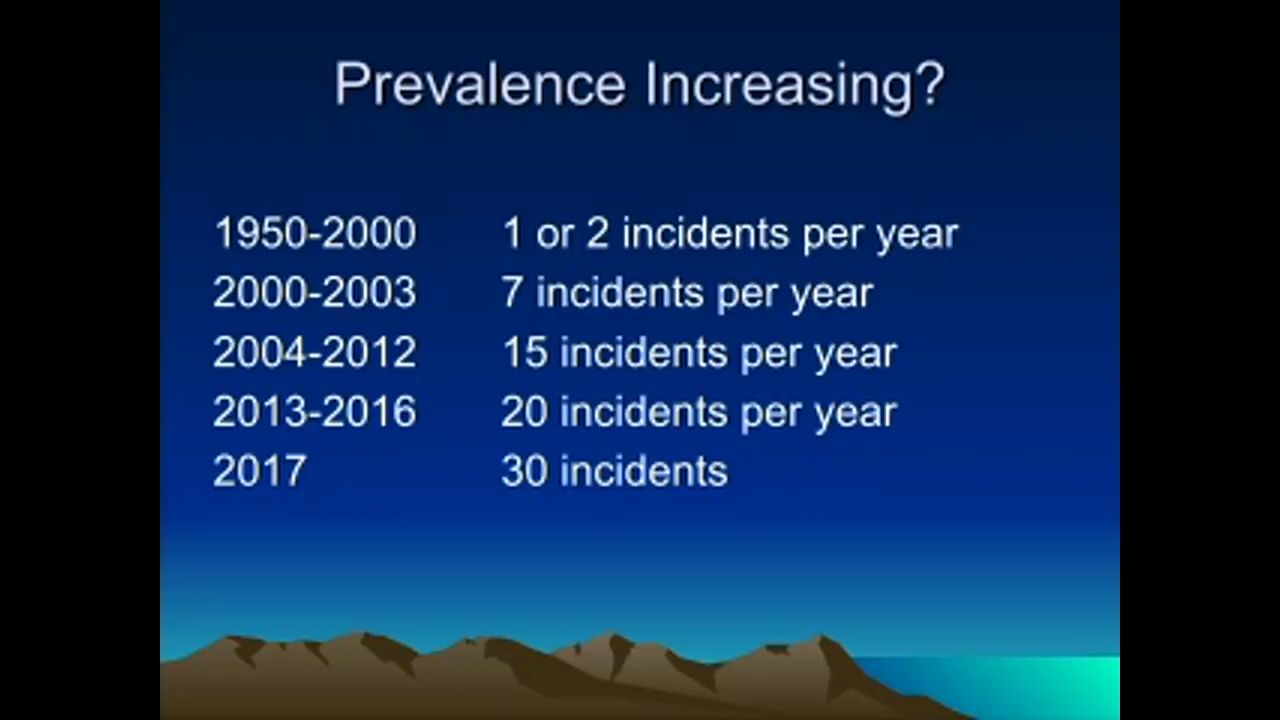 Prevalence Increasing?
1950-2000 1 or 2 incidents per year
2000-2003 7 incidents per year
2004-2012 15 incidents per year
2013-2016 20 incidents per year
2017 30 incidents